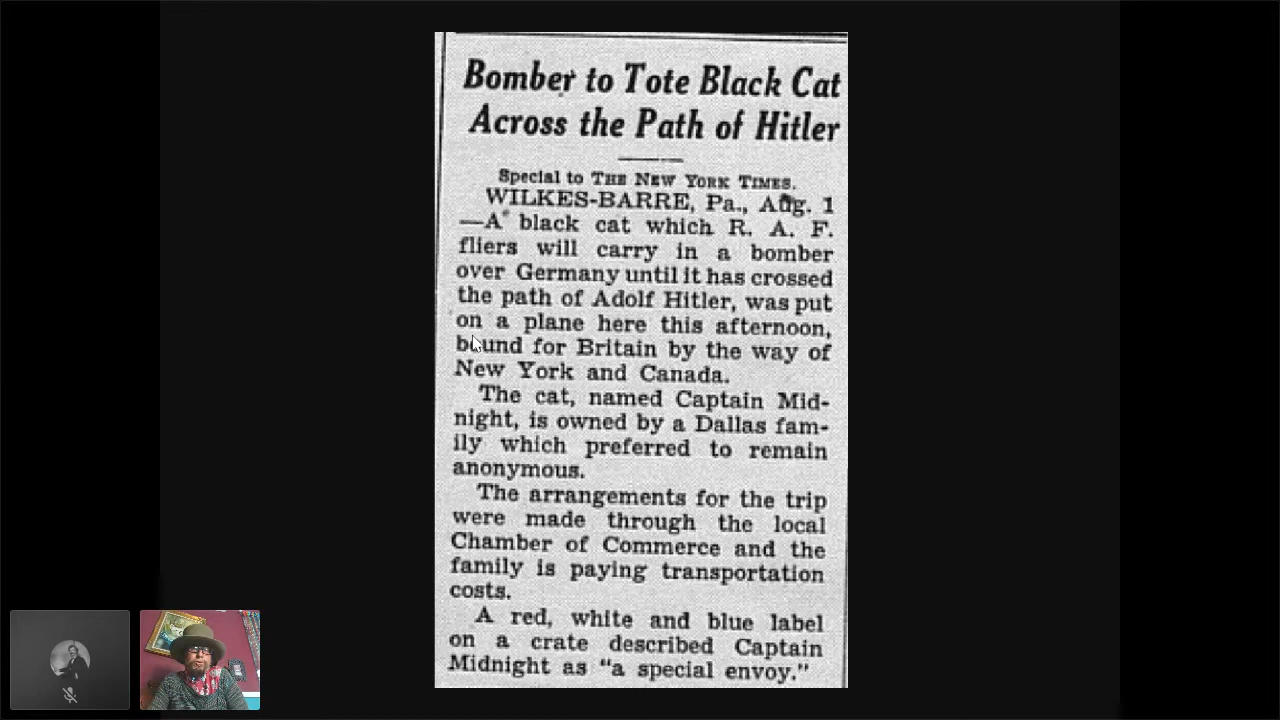 Bomber to Tote Black Cat
Across the Path of Hitler
Special to THE NEW YORK TIMES.
WILKES-BARRE, Pa., Aug. 1
—A black cat which R. A. F.
fliers will carry in a bomber
over Germany until it has crossed
the path of Adolf Hitler, was put
on a plane here this afternoon,
bound for Britain by the way of
New York and Canada.
The cat, named Captain Mid-
night, is owned by a Dallas fam-
ily which preferred to remain
anonymous.
The arrangements for the trip
were made through the local
Chamber of Commerce and the
family is paying transportation
costs.
A red, white and blue label
on a crate described Captain
Midnight as "a special envoy."